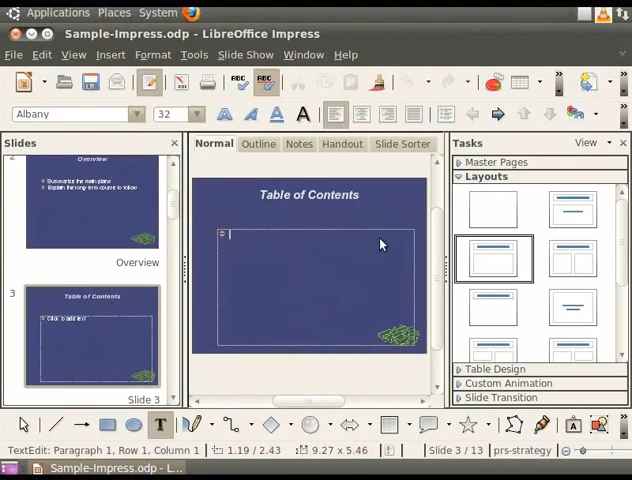 Applications Places System
Sample-Impress.odp - LibreOffice Impress
File Edit View Insert Format Tools Slide Show Window Help
Albany 32
Slides
2
Overview
Summarise the main plans
Explain the long-term course to follow
Overview
3
Table of Contents
Click to add text
Slide 3
Normal Outline Notes Handout Slide Sorter
Table of Contents
Tasks View
Master Pages
Layouts
Table Design
Custom Animation
Slide Transition
TextEdit: Paragraph 1, Row 1, Column 1 1.19 / 2.43 9.27 x 5.46 Slide 3 / 13 prs-strategy
Sample-Impress.odp - L...